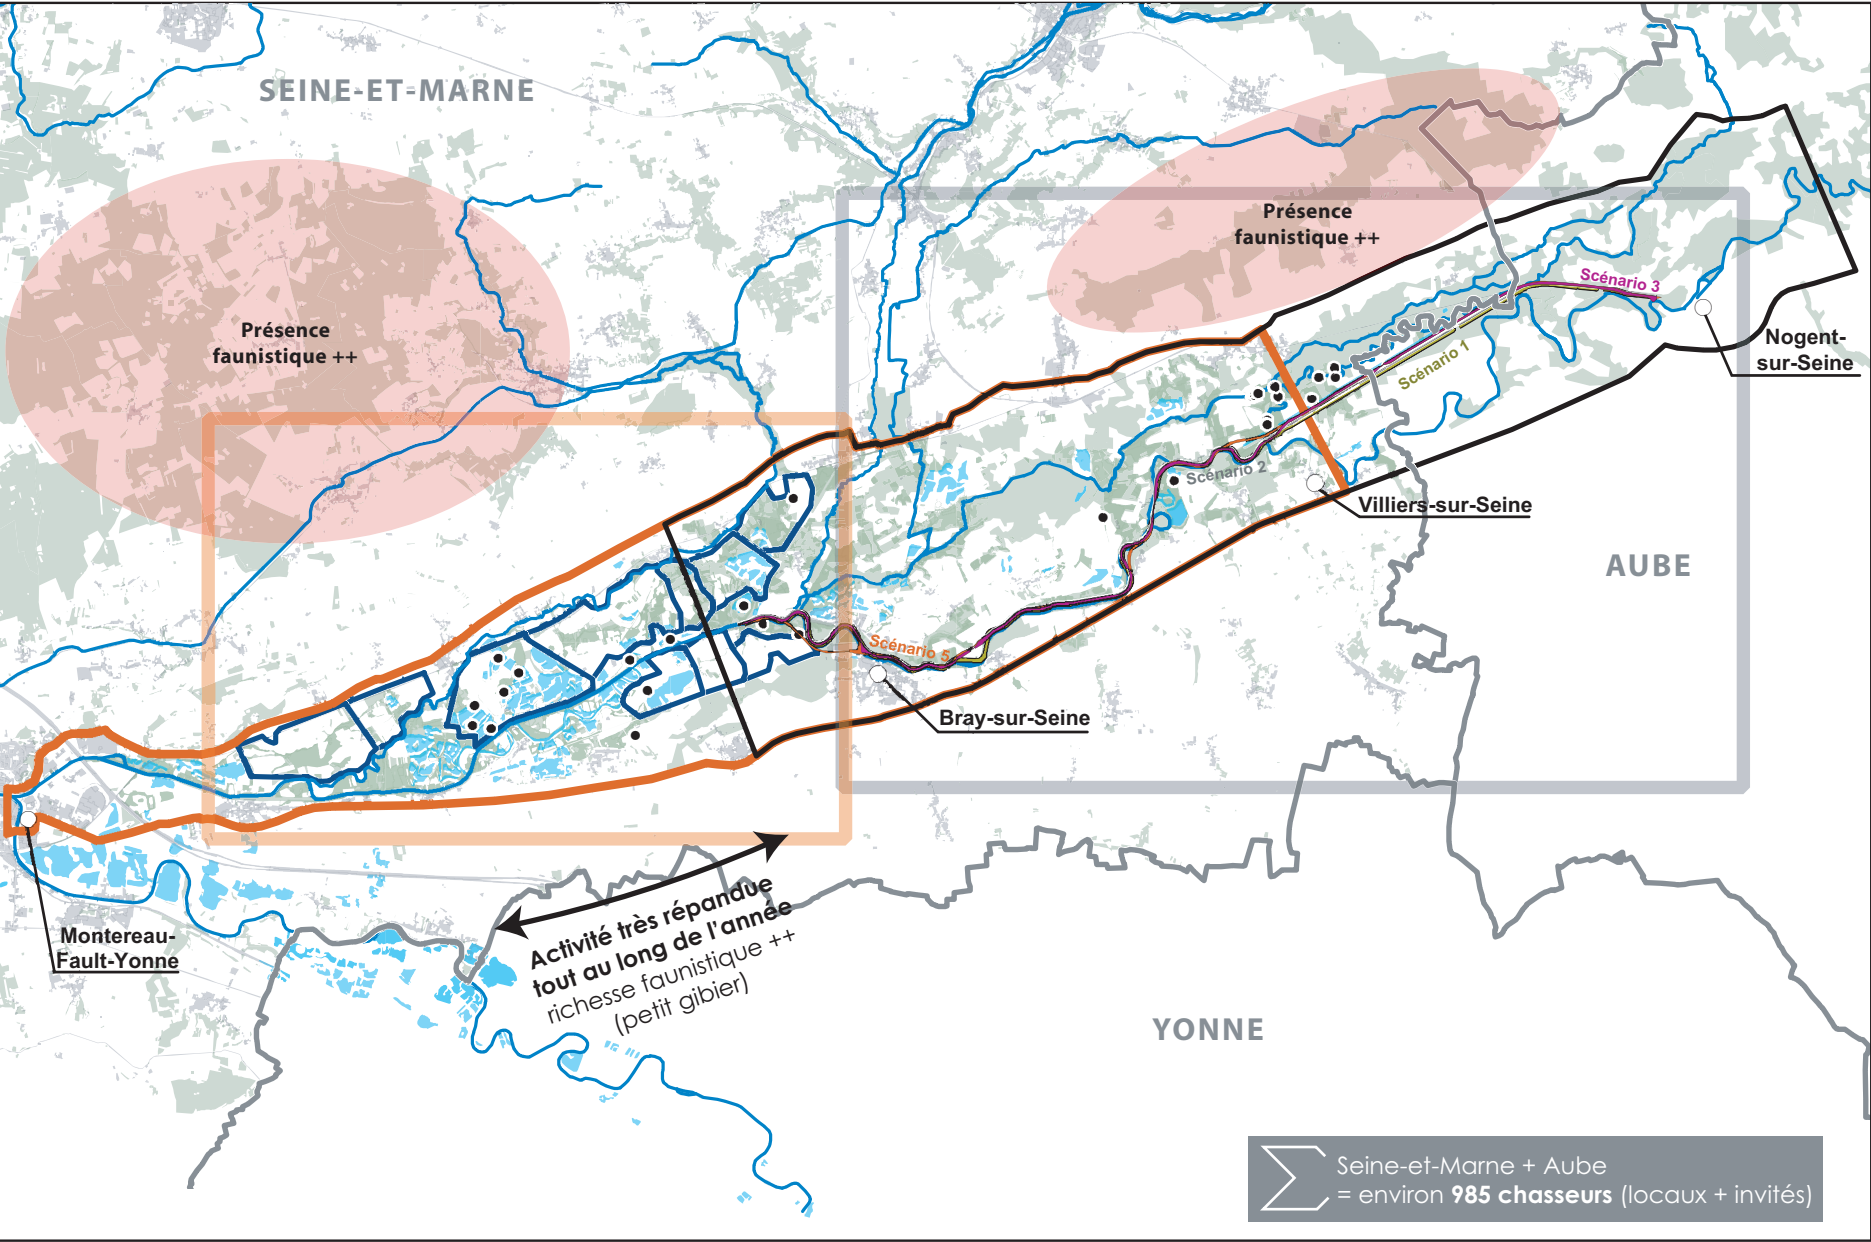 SEINE-ET-MARNE
Présence
faunistique ++
Présence
faunistique ++
Scénario 3
Scénario 1
Nogent-
sur-Seine
Scénario 2
Villiers-sur-Seine
AUBE
Scénario 5
Bray-sur-Seine
Activité très répandue
tout au long de l'année
richesse faunistique ++
(petit gibier)
Montereau-
Fault-Yonne
YONNE
Seine-et-Marne + Aube
= environ 985 chasseurs (locaux + invités)